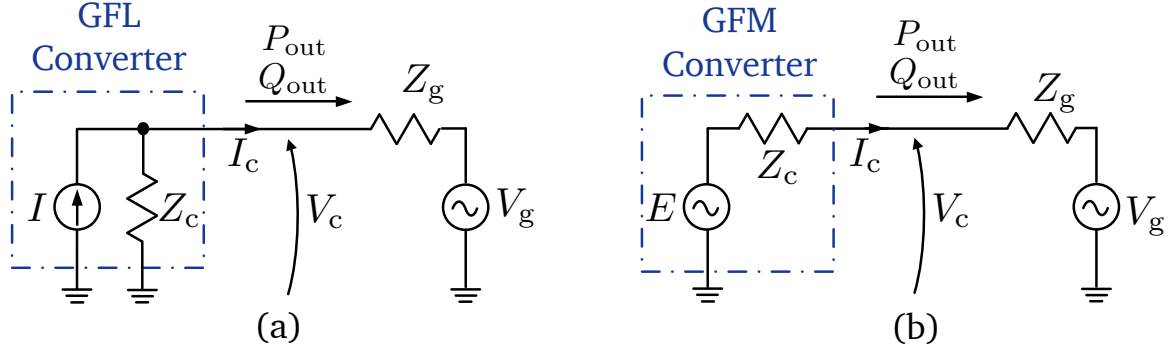 GFL
Converter
P_out
Q_out
Z_g
I_c
I
Z_c
V_c
V_g
(a)
GFM
Converter
P_out
Q_out
Z_g
Z_c
I_c
E
V_c
V_g
(b)